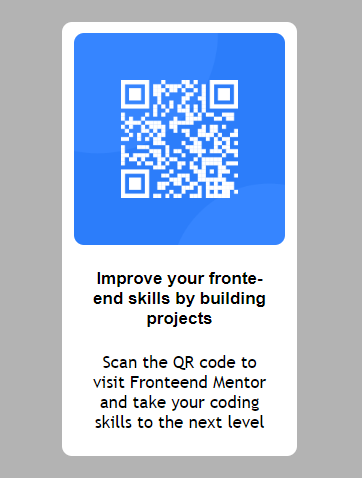 Improve your fronte-
end skills by building
projects
Scan the QR code to
visit Fronteend Mentor
and take your coding
skills to the next level